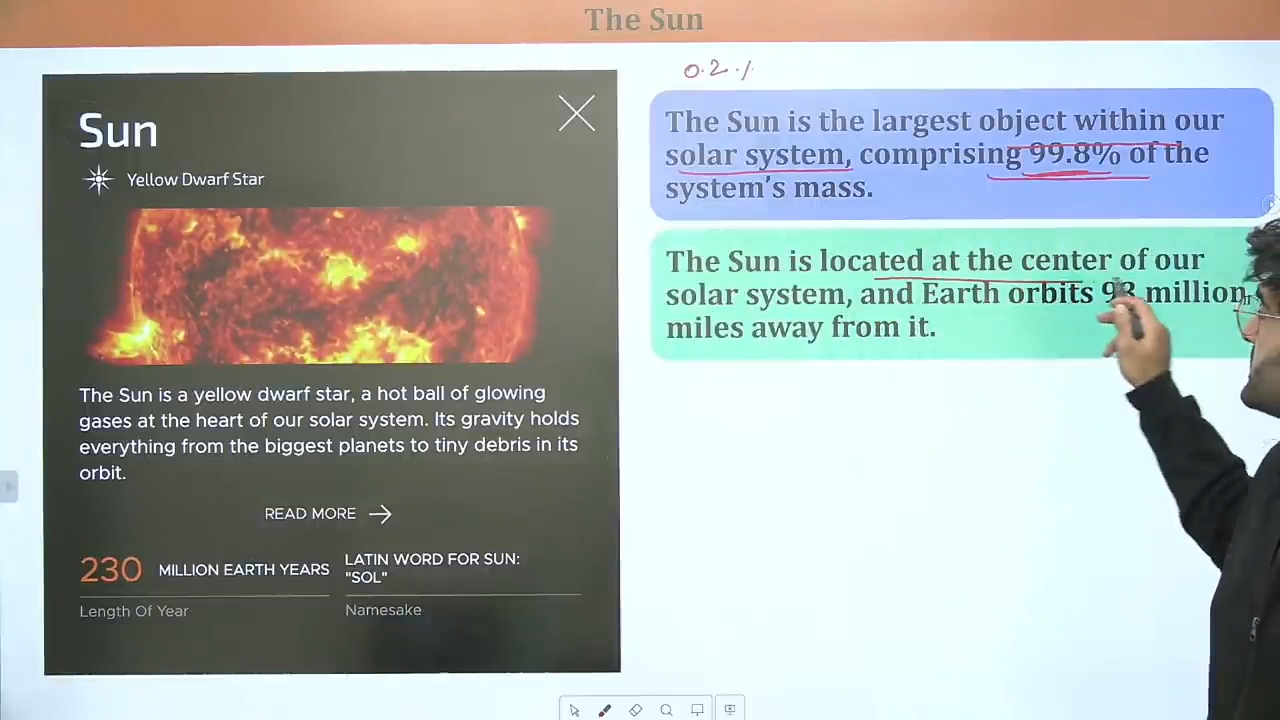 The Sun
0.2%
Sun
Yellow Dwarf Star
The Sun is a yellow dwarf star, a hot ball of glowing
gases at the heart of our solar system. Its gravity holds
everything from the biggest planets to tiny debris in its
orbit.
READ MORE
230 MILLION EARTH YEARS
Length Of Year
LATIN WORD FOR SUN:
"SOL"
Namesake
The Sun is the largest object within our
solar system, comprising 99.8% of the
system's mass.
The Sun is located at the center of our
solar system, and Earth orbits 93 million
miles away from it.